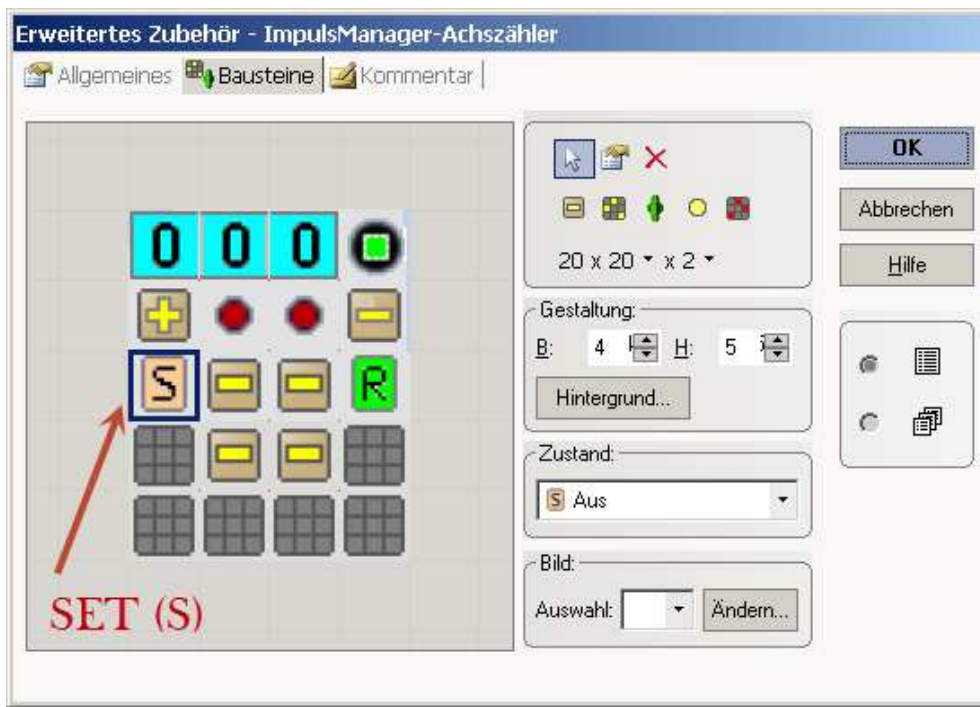 Erweitertes Zubehör - ImpulsManager-Achszähler
Allgemeines Bausteine Kommentar
0 0 0
S R
SET (S)
20 x 20 x 2
Gestaltung:
B: 4 H: 5
Hintergrund...
Zustand:
S Aus
Bild:
Auswahl: Ändern...
OK
Abbrechen
Hilfe